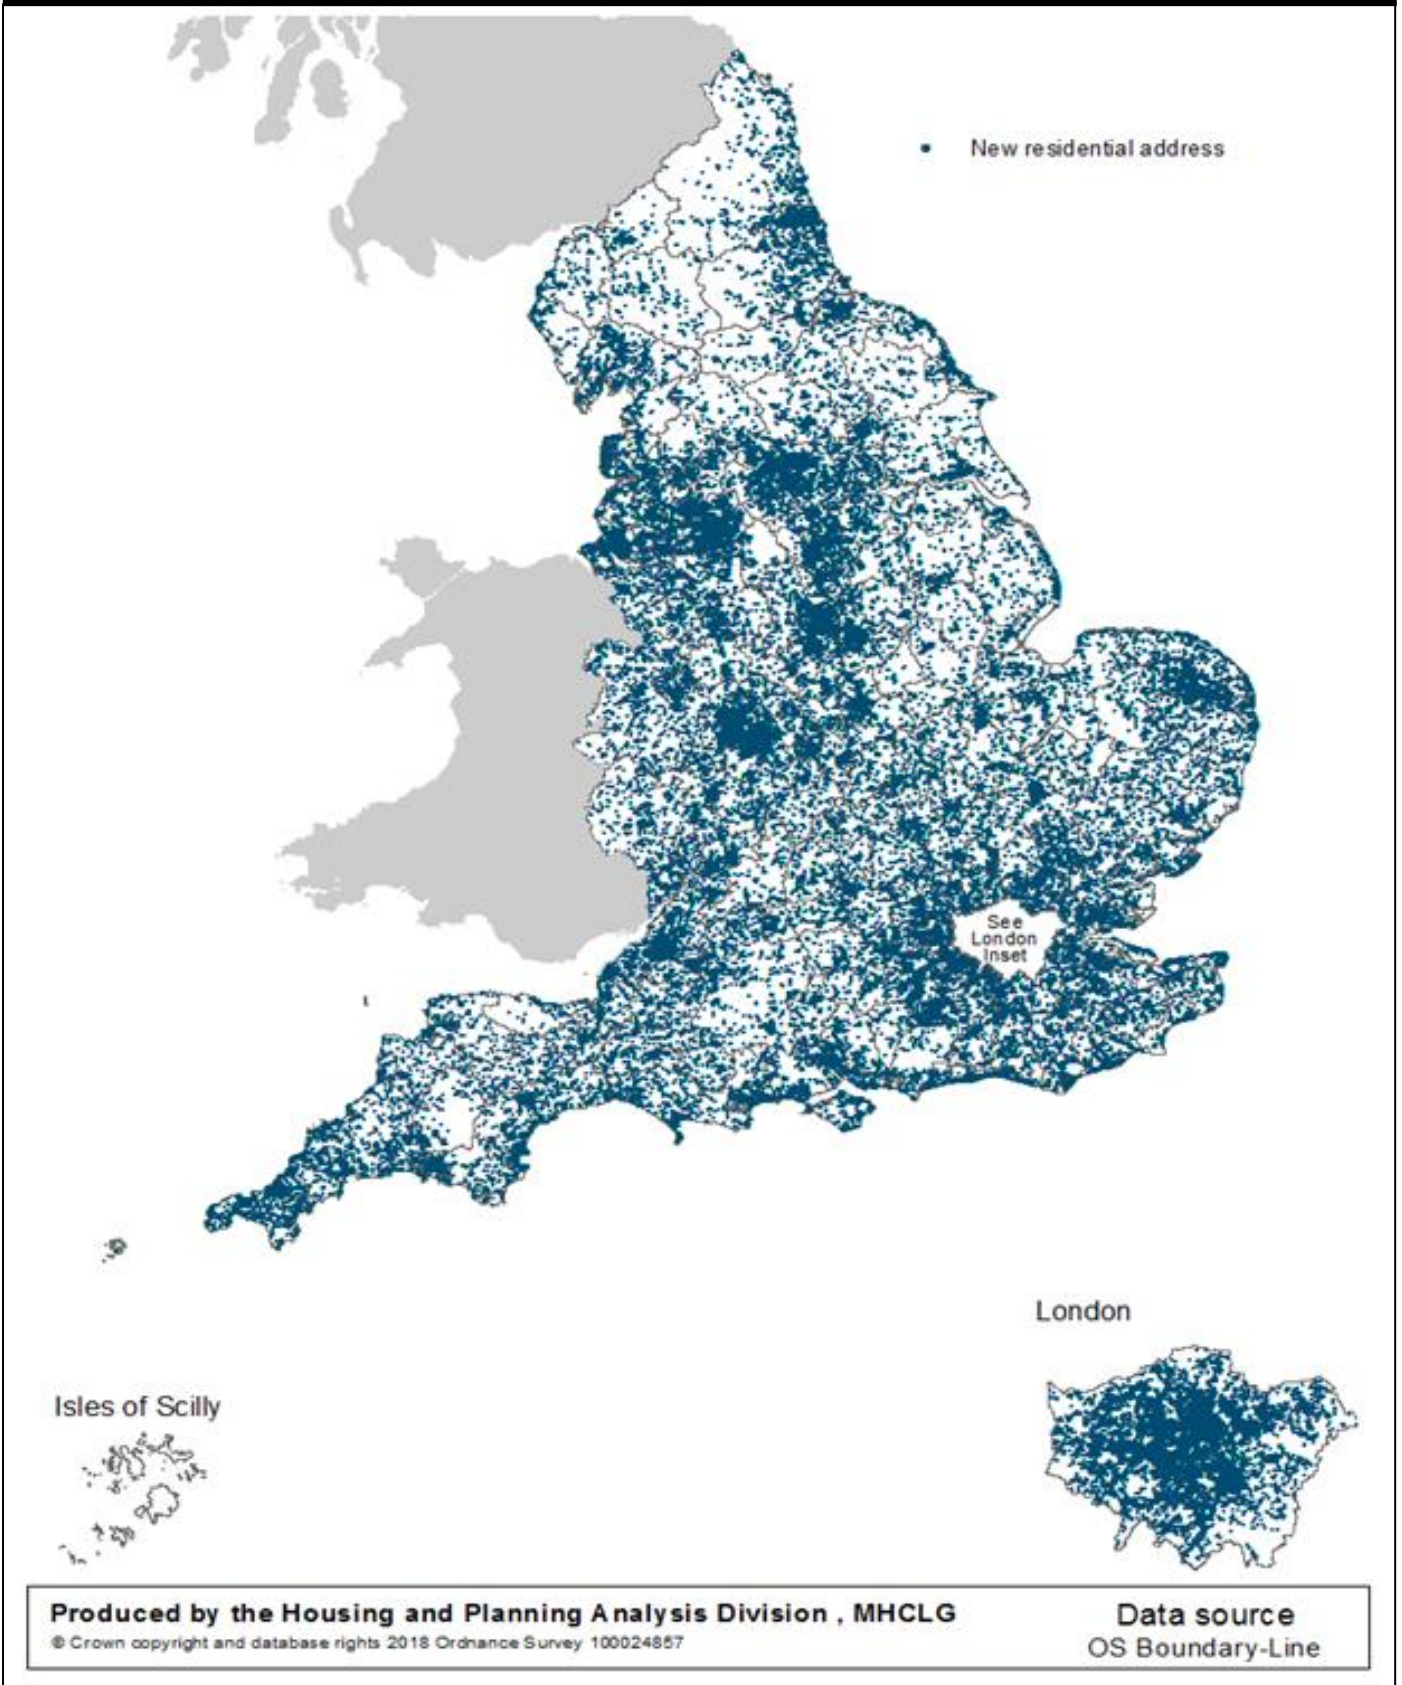 New residential address
See
London
Inset
London
Isles of Scilly
Produced by the Housing and Planning Analysis Division , MHCLG
© Crown copyright and database rights 2018 Ordnance Survey 100024857
Data source
OS Boundary-Line